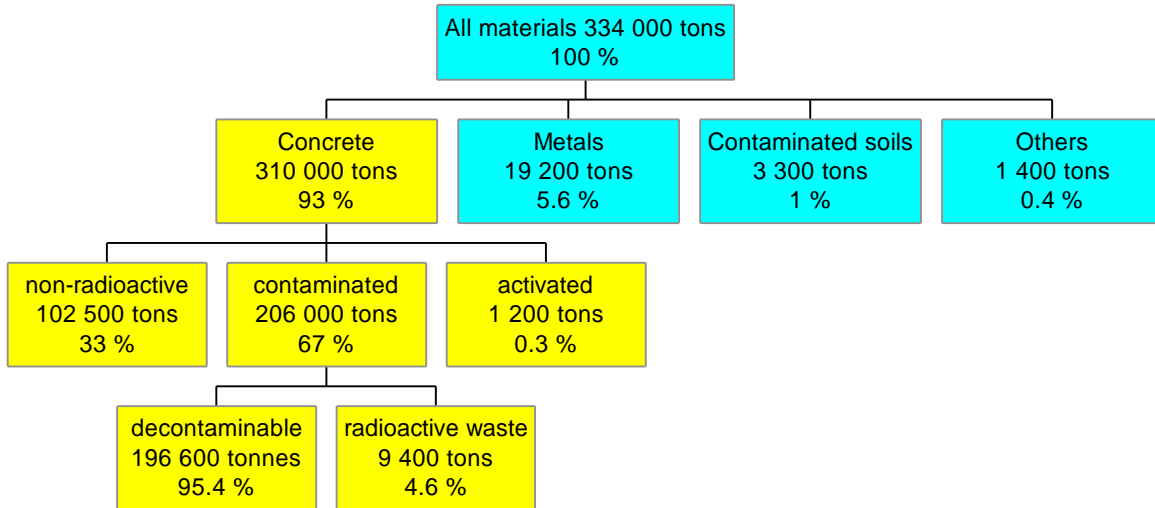 All materials 334 000 tons
100 %
Concrete
310 000 tons
93 %
Metals
19 200 tons
5.6 %
Contaminated soils
3 300 tons
1 %
Others
1 400 tons
0.4 %
non-radioactive
102 500 tons
33 %
contaminated
206 000 tons
67 %
activated
1 200 tons
0.3 %
decontaminable
196 600 tonnes
95.4 %
radioactive waste
9 400 tons
4.6 %